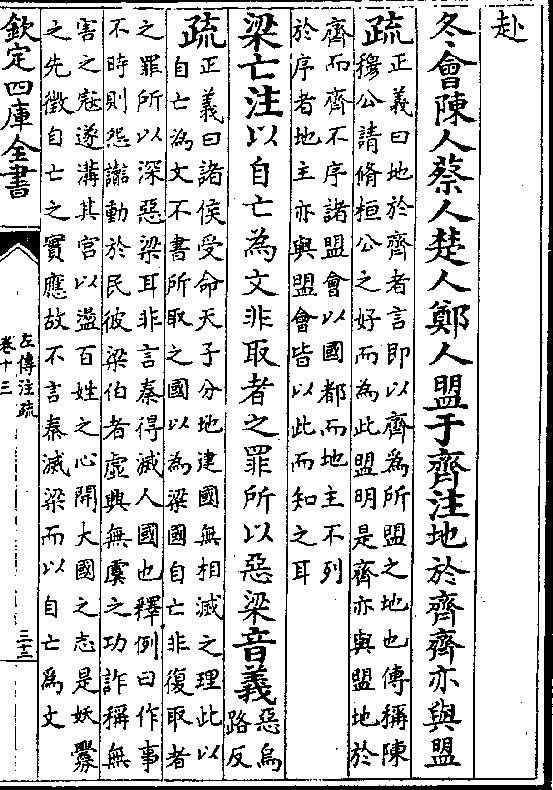 赴
冬會陳人蔡人楚人鄭人盟于齊注地於齊齊亦與盟
疏正義曰地於齊者言即以齊為所盟之地也傳稱陳
穆公請脩桓公之好而為此盟明是齊亦與盟地於
齊而齊不序諸盟會以國都而地主不列
於序者地主亦與盟會皆以此而知之耳
梁亡注以自亡為文非取者之罪所以惡梁音義惡烏
路反
疏正義曰諸侯受命天子分地建國無相滅之理此以
自亡為文不書所取之國以為梁國自亡非復取者
之罪所以深惡梁耳非言秦得滅人國也釋例曰作事
不時則怨讟動於民彼梁伯者虛興無虞之功詐稱無
害之寇遂溝其宮以盪百姓之心開大國之志是妖釁
之先徵自亡之實應故不言秦滅梁而以自亡為文
欽定四庫全書
左傳注疏
卷十三
三十三